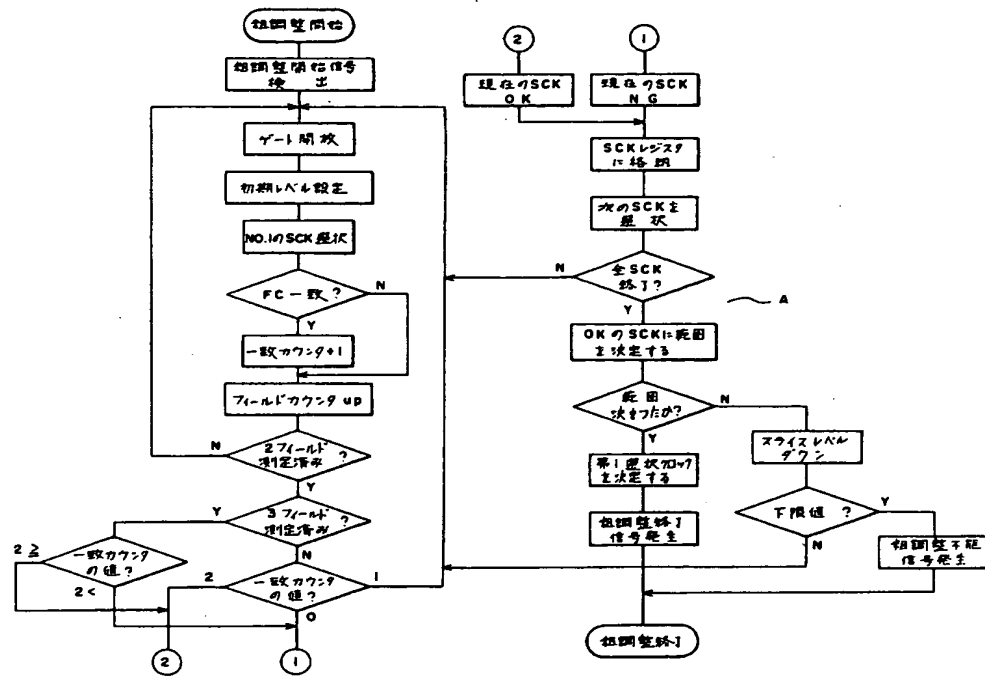 粗調整開始
粗調整開始信号
検出
ゲート開放
初期レベル設定
NO.1のSCK選択
FC一致?
N
Y
一致カウンタ+1
フィールドカウンタup
2フィールド
測定済み?
N
Y
3フィールド
測定済み?
Y
N
一致カウンタ
の値?
2≧
2<
一致カウンタ
の値?
2
1
0
2
1
2
1
現在のSCK
OK
現在のSCK
NG
SCKレジスタ
に格納
次のSCKを
選択
全SCK
終了?
N
Y
A
OKのSCKに範囲
を決定する
範囲
決まったか?
N
Y
スライスレベル
ダウン
第1選択クロック
を決定する
下限値?
Y
N
粗調整終了
信号発生
粗調整不能
信号発生
粗調整終了